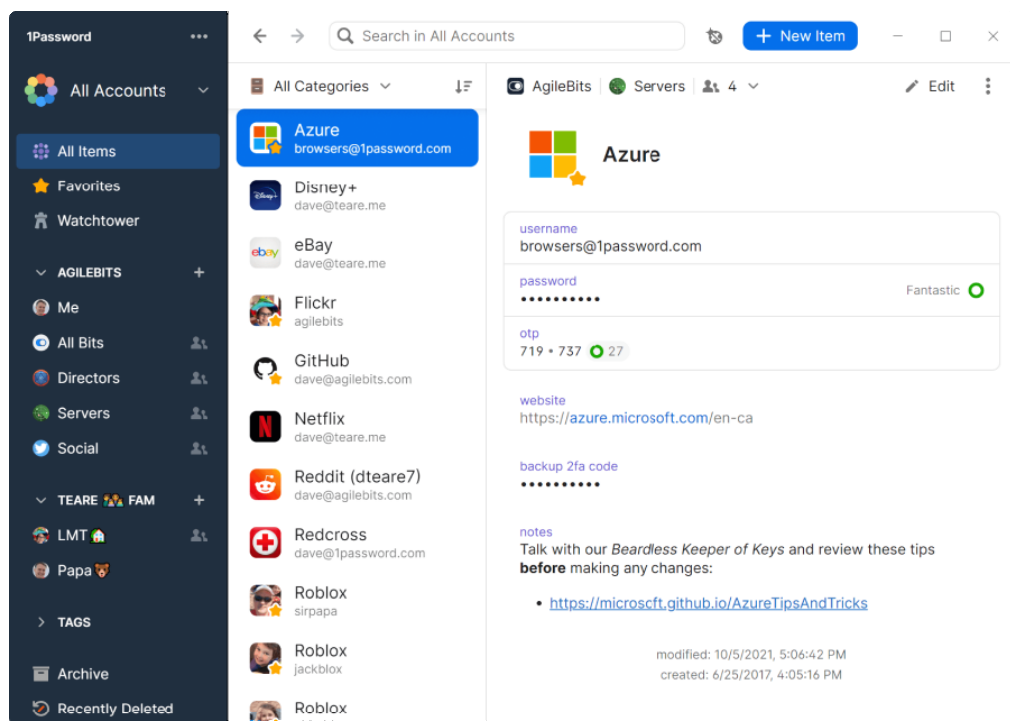 1Password
Search in All Accounts
New Item
All Accounts
All Items
Favorites
Watchtower
AGILEBITS
Me
All Bits
Directors
Servers
Social
TEARE 👨‍👩‍👧‍👦 FAM
LMT 🏡
Papa 🐻
TAGS
Archive
Recently Deleted
All Categories
Azure
browsers@1password.com
Disney+
Disney+
dave@teare.me
ebay
eBay
dave@teare.me
Flickr
agilebits
GitHub
dave@agilebits.com
N
Netflix
dave@teare.me
Reddit (dteare7)
dave@agilebits.com
Redcross
dave@1password.com
Roblox
sirpapa
Roblox
jackblox
Roblox
AgileBits
Servers
4
Edit
Azure
username
browsers@1password.com
password
••••••••••
Fantastic
otp
719 • 737
27
website
https://azure.microsoft.com/en-ca
backup 2fa code
••••••••••
notes
Talk with our Beardless Keeper of Keys and review these tips
before making any changes:
• https://microscft.github.io/AzureTipsAndTricks
modified: 10/5/2021, 5:06:42 PM
created: 6/25/2017, 4:05:16 PM